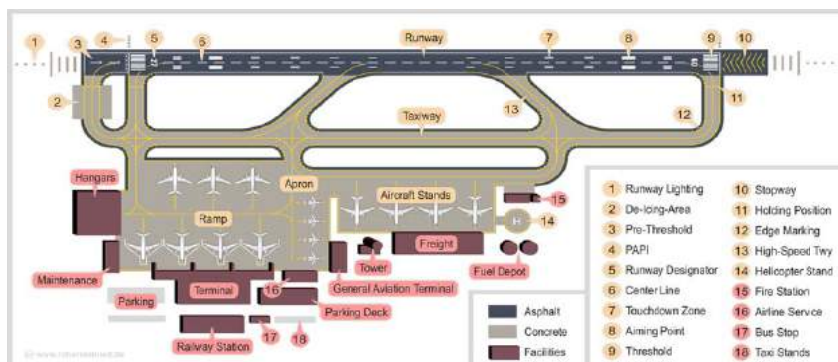 1
3
4
5
6
Runway
7
8
9
10
2
13
11
Taxiway
12
Hangars
Apron
Aircraft Stands
15
Ramp
H
14
Freight
Tower
Maintenance
16
Fuel Depot
Terminal
General Aviation Terminal
Parking
Parking Deck
Railway Station
17
18
Asphalt
Concrete
Facilities
1 Runway Lighting
2 De-Icing-Area
3 Pre-Threshold
4 PAPI
5 Runway Designator
6 Center Line
7 Touchdown Zone
8 Aiming Point
9 Threshold
10 Stopway
11 Holding Position
12 Edge Marking
13 High-Speed Twy
14 Helicopter Stand
15 Fire Station
16 Airline Service
17 Bus Stop
18 Taxi Stands